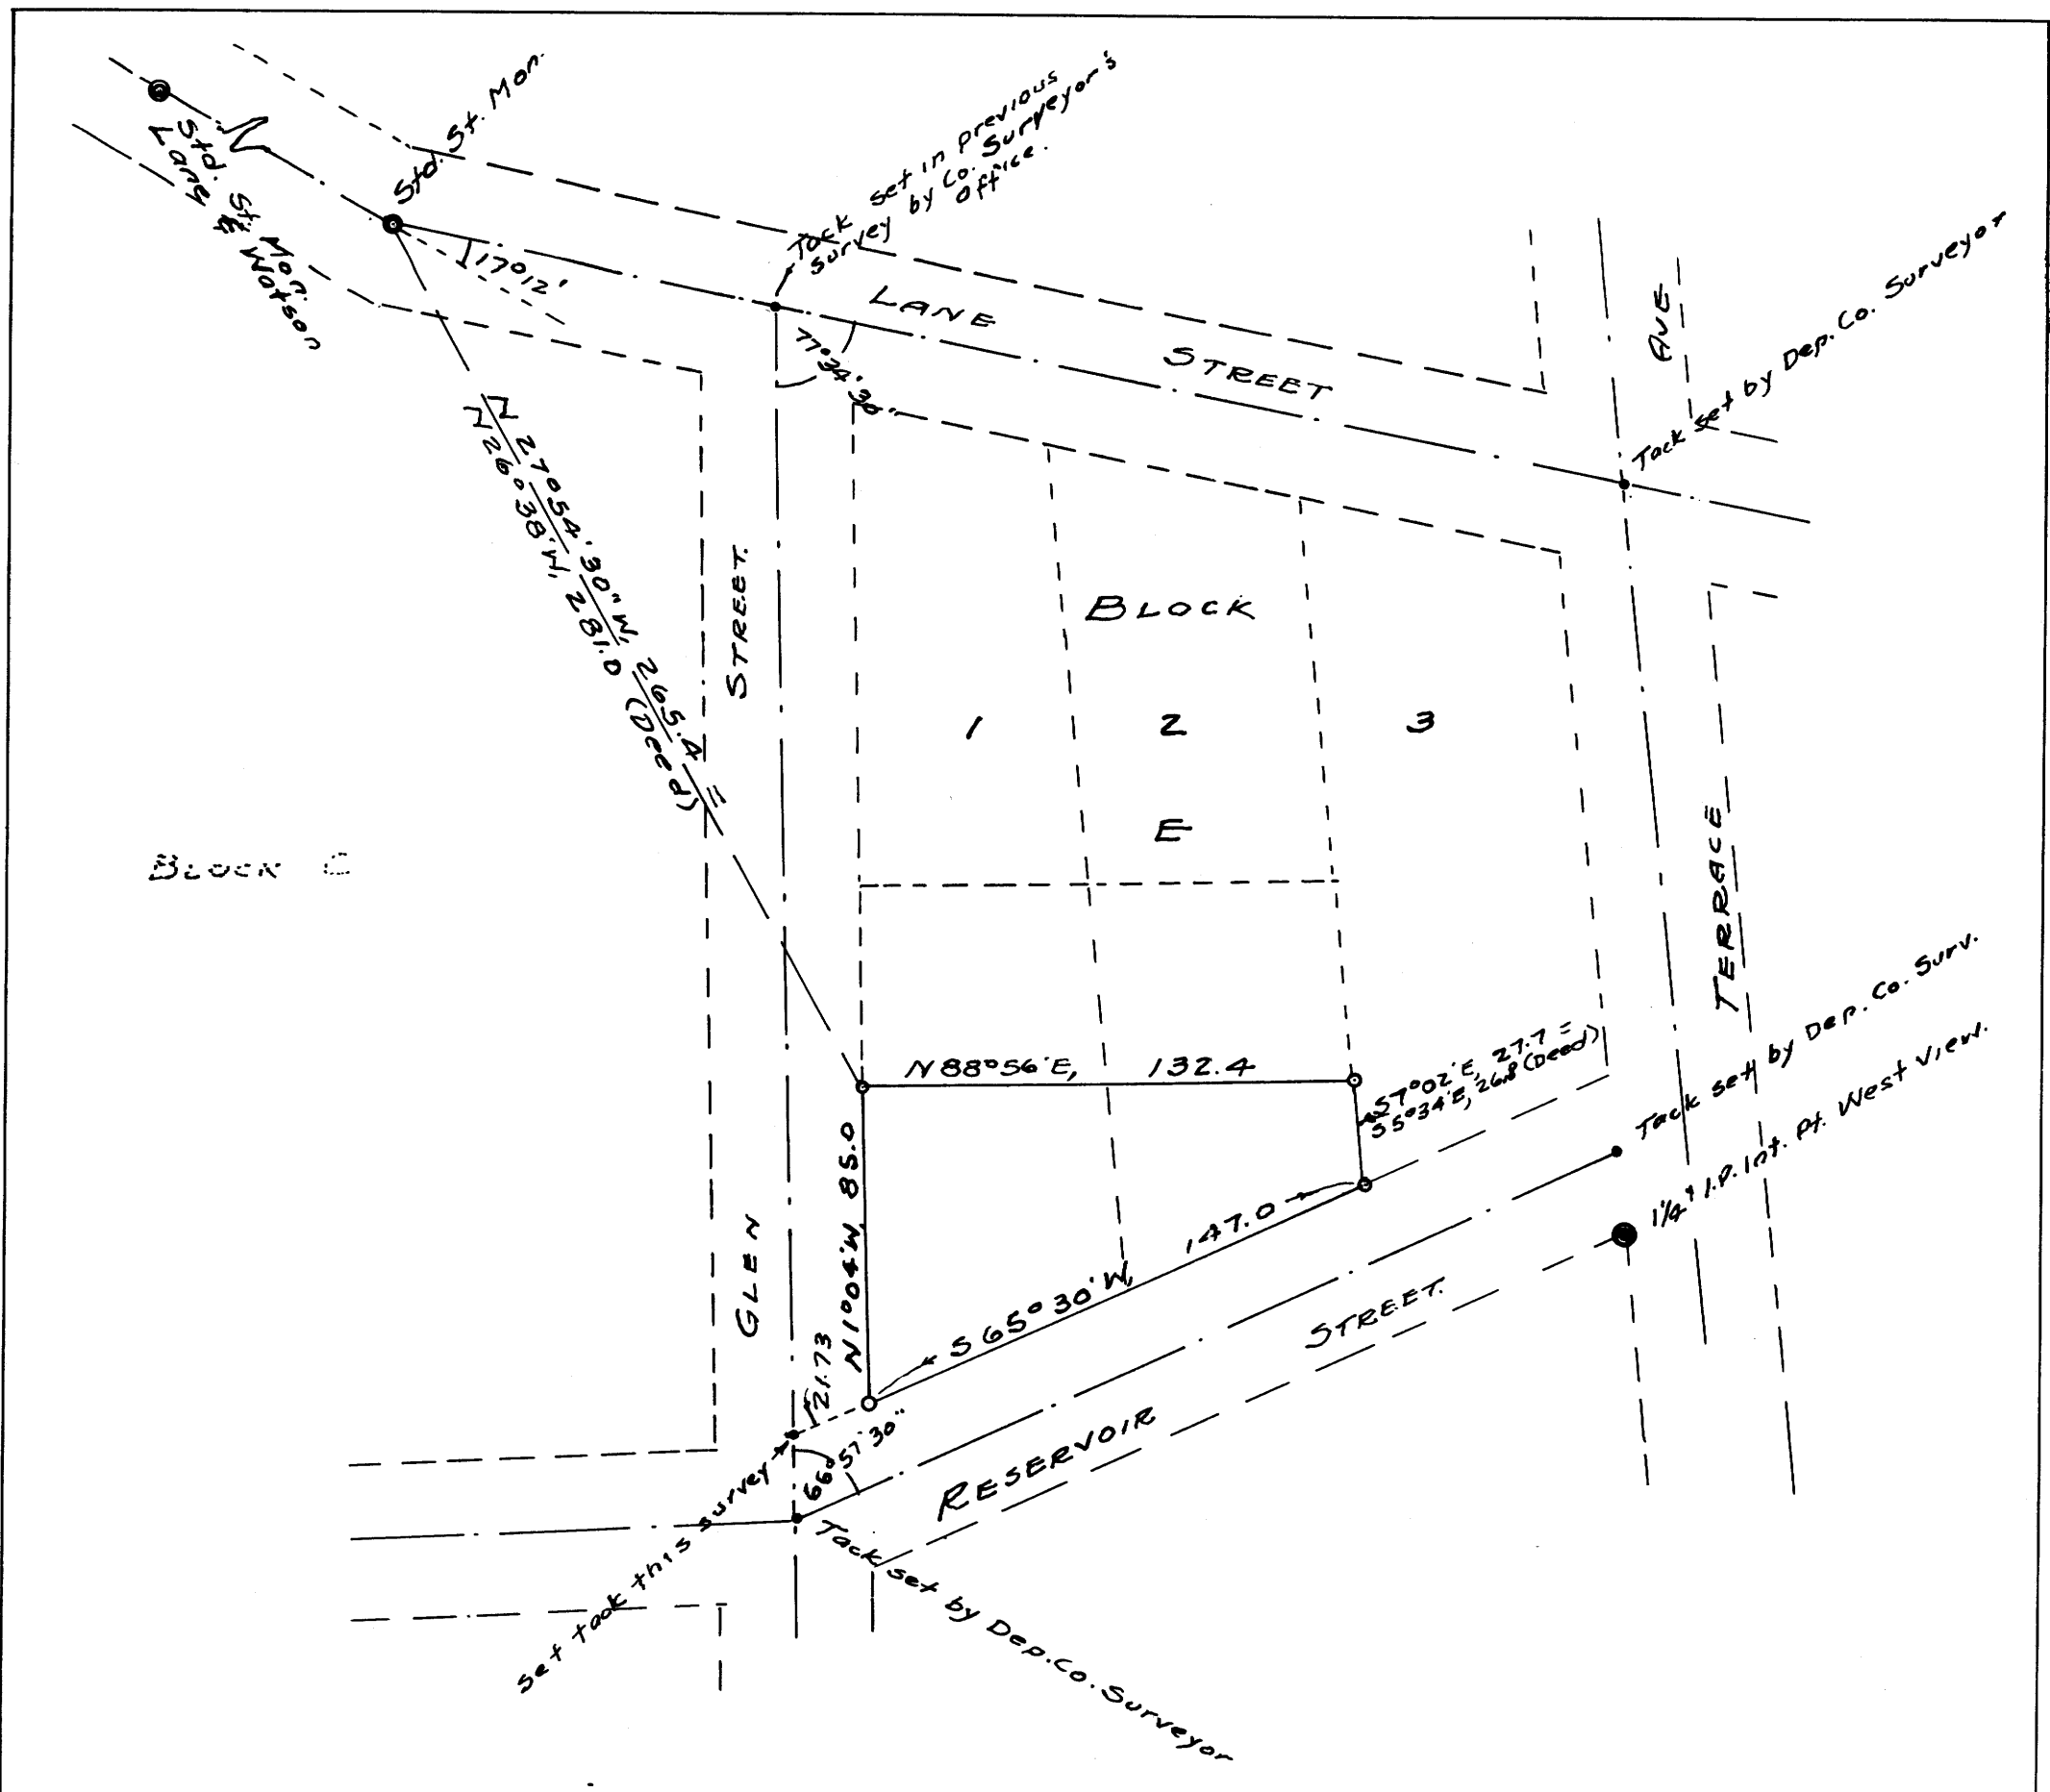 Std. St. Mon.
Lane & Watson
Std. St. Mon.
17°12'
Tack set in previous
survey by Co. Surveyor's
Office.
77°34'30"
LANE
STREET
AVE
Tack set by Dep. Co. Surveyor
N 27°54'30"W, 265.4 =
N 26°38'W, 281.0 (Deed)
STREET.
BLOCK
1
2
3
E
BLOCK C
TERRACE
N88°56'E, 132.4
S7°02'E, 27.7 =
S5°34'E, 26.8 (Deed)
Tack set by Dep. Co. Surv.
1¼" I.P. Int. Pt. West View.
N1°04'W, 85.0
147.0
S 65°30'W,
GLEN
21.73
STREET.
66°57'30"
RESERVOIR
set tack this survey
Tack set by Dep. Co. Surveyor